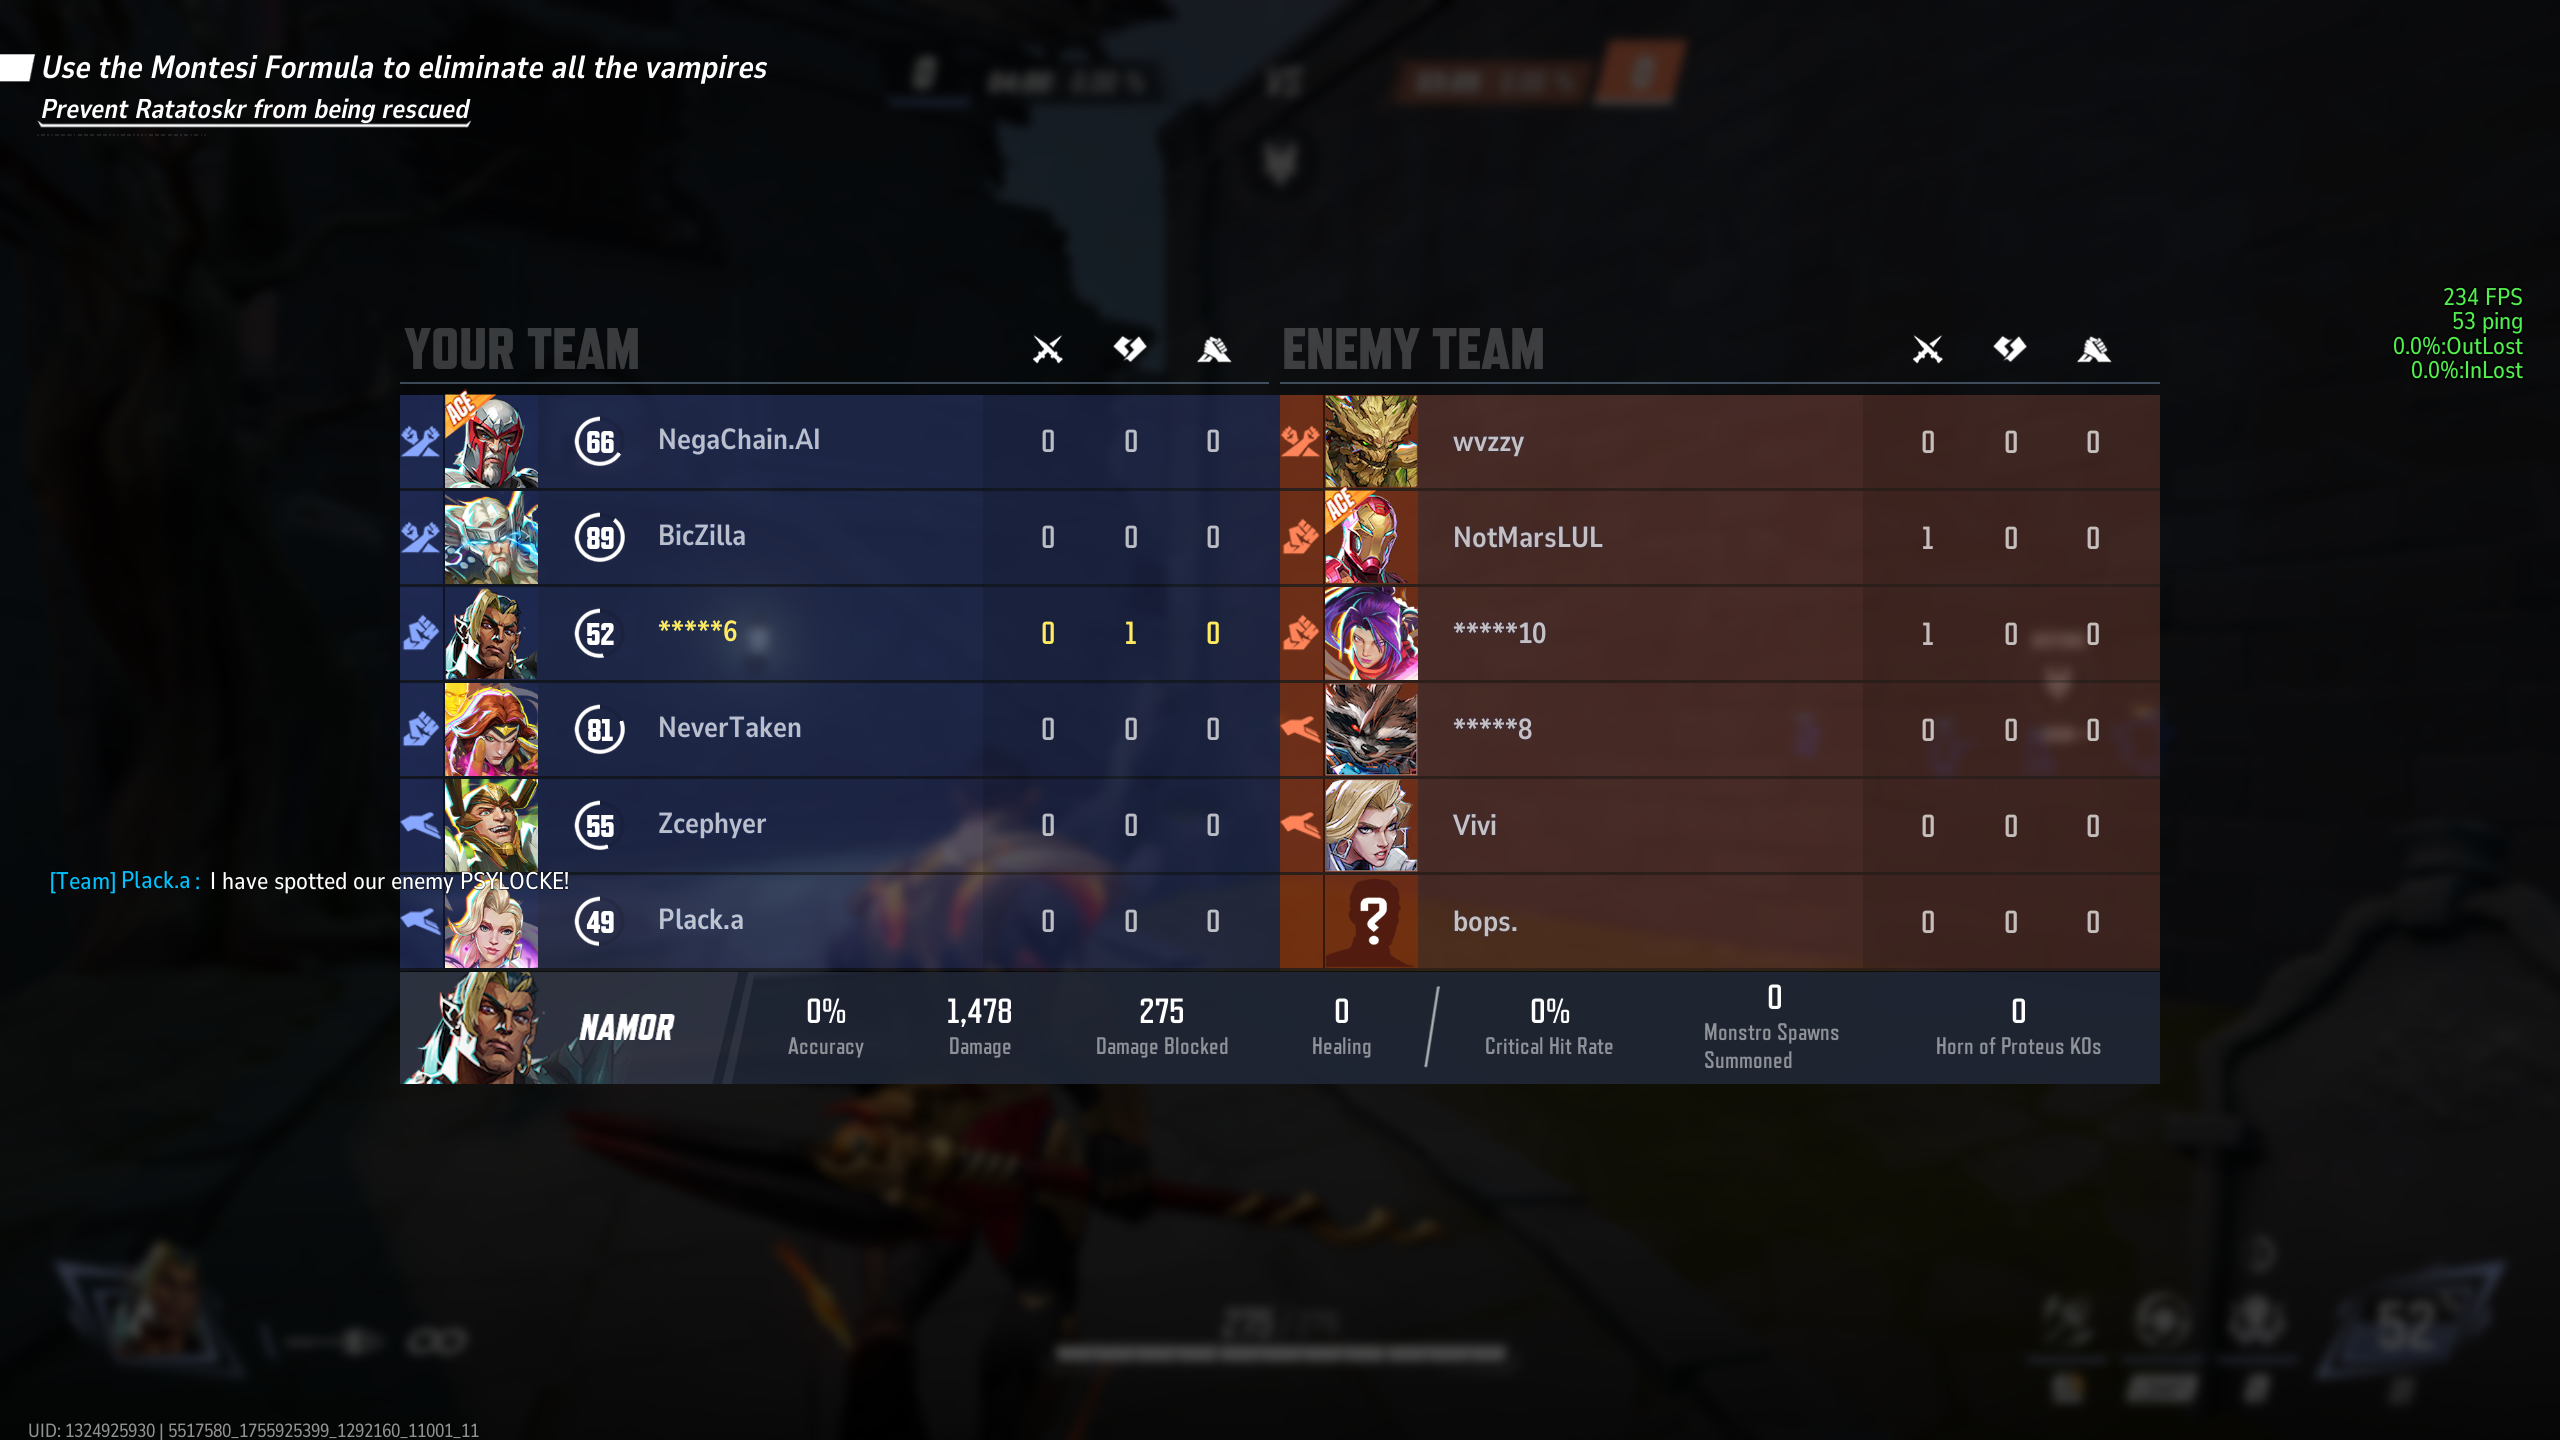 Use the Montesi Formula to eliminate all the vampires
Prevent Ratatoskr from being rescued
0 VS 0
234 FPS
53 ping
0.0%:OutLost
0.0%:InLost
YOUR TEAM
ENEMY TEAM
ACE 66 NegaChain.AI 0 0 0
wvzzy 0 0 0
89 BicZilla 0 0 0
ACE NotMarsLUL 1 0 0
52 *****6 0 1 0
*****10 1 0 0
81 NeverTaken 0 0 0
*****8 0 0 0
55 Zcephyer 0 0 0
Vivi 0 0 0
[Team] Plack.a : I have spotted our enemy PSYLOCKE!
49 Plack.a 0 0 0
? bops. 0 0 0
NAMOR
0% 1,478 275 0 0% 0 0
Accuracy Damage Damage Blocked Healing Critical Hit Rate Monstro Spawns Horn of Proteus KOs
Summoned
52
UID: 1324925930 | 5517580_1755925399_1292160_11001_11